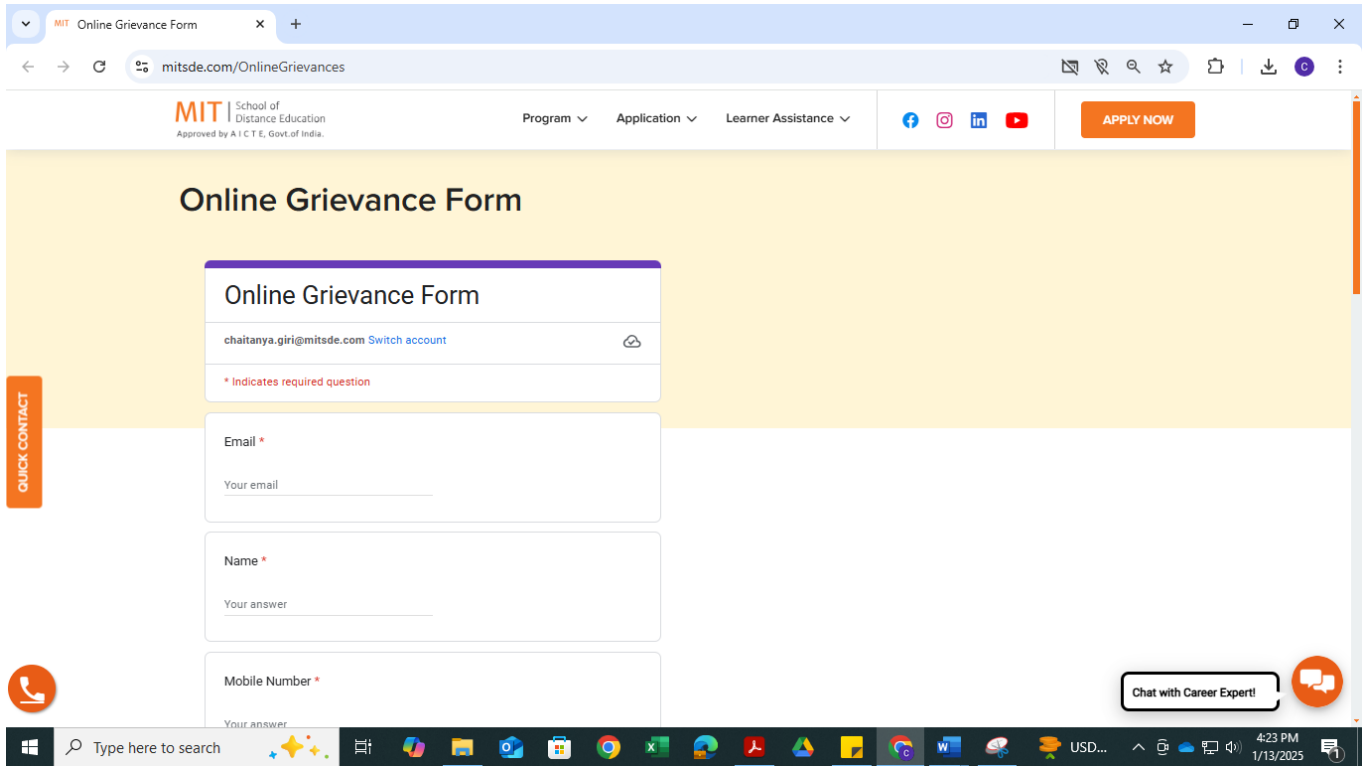 MIT Online Grievance Form
mitsde.com/OnlineGrievances
C
MIT School of
Distance Education
Approved by A I C T E, Govt.of India.
Program
Application
Learner Assistance
APPLY NOW
Online Grievance Form
Online Grievance Form
chaitanya.giri@mitsde.com Switch account
* Indicates required question
Email *
Your email
Name *
Your answer
Mobile Number *
Your answer
QUICK CONTACT
Chat with Career Expert!
Type here to search
USD...
4:23 PM
1/13/2025
1